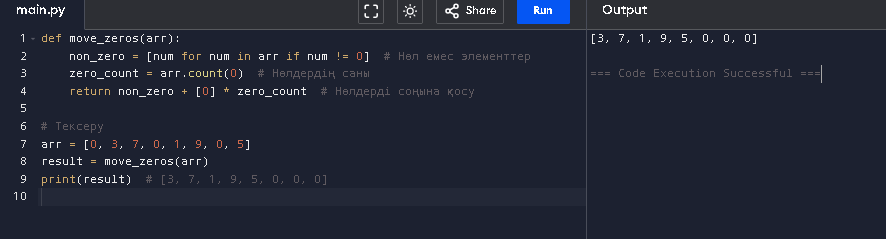 main.py
Share
Run
Output
1 def move_zeros(arr):
2     non_zero = [num for num in arr if num != 0]  # Нөл емес элементтер
3     zero_count = arr.count(0)  # Нөлдердің саны
4     return non_zero + [0] * zero_count  # Нөлдерді соңына қосу
5
6 # Тексеру
7 arr = [0, 3, 7, 0, 1, 9, 0, 5]
8 result = move_zeros(arr)
9 print(result)  # [3, 7, 1, 9, 5, 0, 0, 0]
10
[3, 7, 1, 9, 5, 0, 0, 0]
=== Code Execution Successful ===